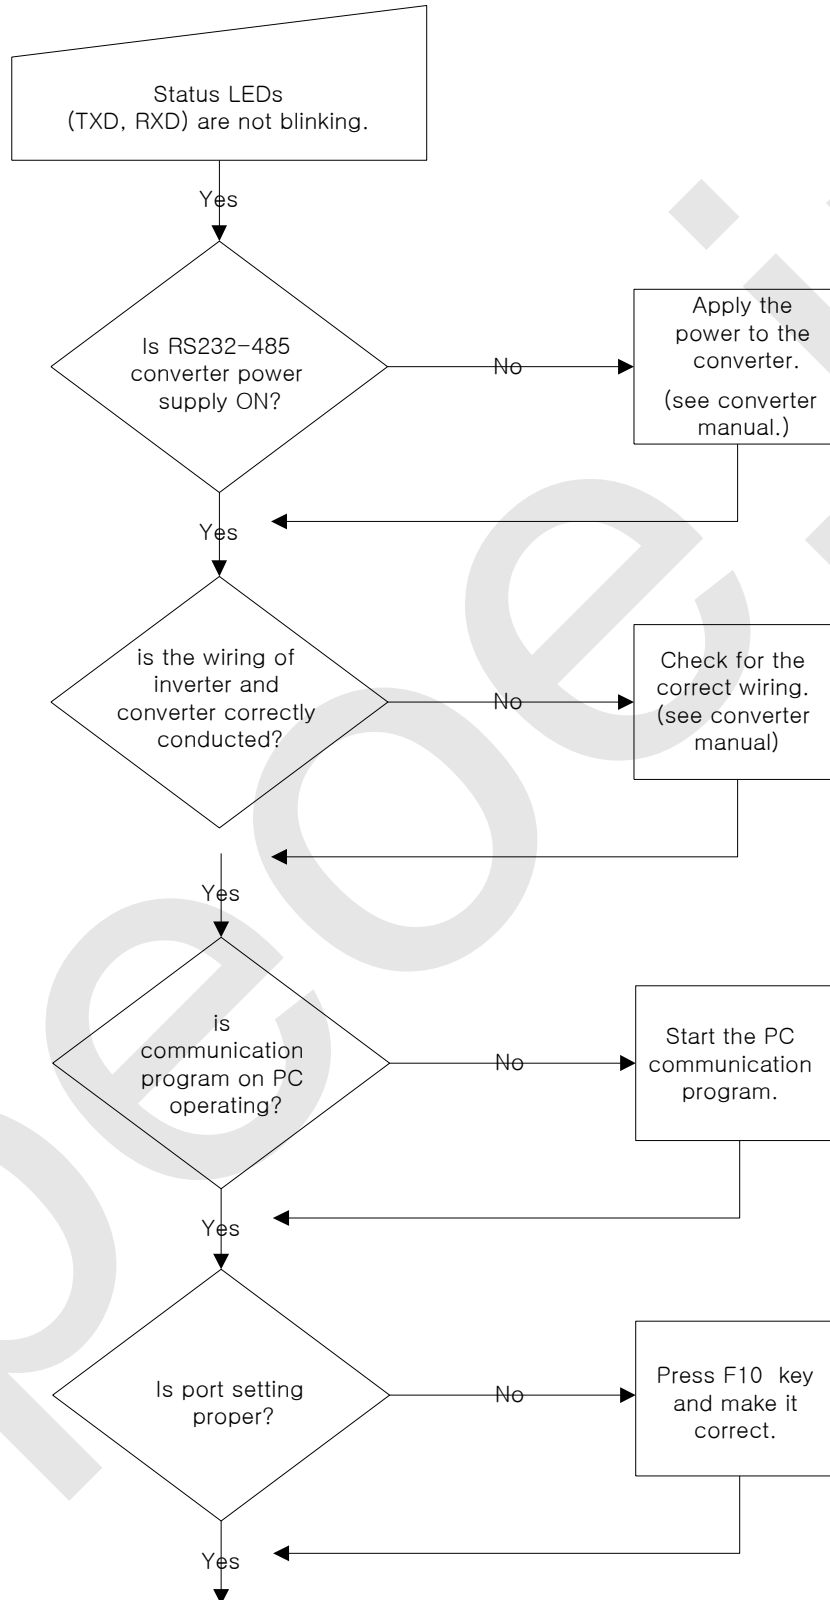 Status LEDs
(TXD, RXD) are not blinking.
Yes
Is RS232-485
converter power
supply ON?
No
Apply the
power to the
converter.
(see converter
manual.)
Yes
is the wiring of
inverter and
converter correctly
conducted?
No
Check for the
correct wiring.
(see converter
manual)
Yes
is
communication
program on PC
operating?
No
Start the PC
communication
program.
Yes
Is port setting
proper?
No
Press F10 key
and make it
correct.
Yes